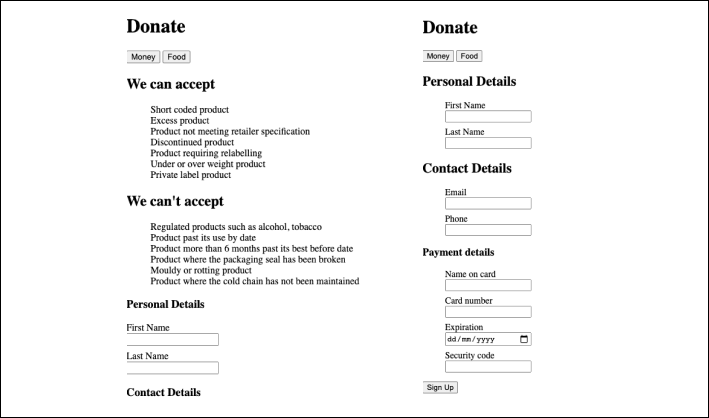 Donate
Money Food
We can accept
Short coded product
Excess product
Product not meeting retailer specification
Discontinued product
Product requiring relabelling
Under or over weight product
Private label product
We can't accept
Regulated products such as alcohol, tobacco
Product past its use by date
Product more than 6 months past its best before date
Product where the packaging seal has been broken
Mouldy or rotting product
Product where the cold chain has not been maintained
Personal Details
First Name
Last Name
Contact Details
Donate
Money Food
Personal Details
First Name
Last Name
Contact Details
Email
Phone
Payment details
Name on card
Card number
Expiration
dd/mm/yyyy
Security code
Sign Up